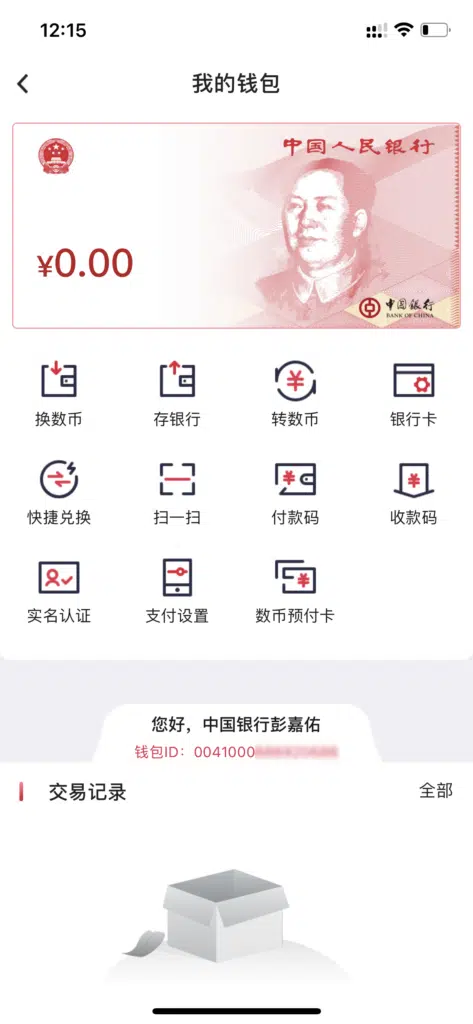 12:15
我的钱包
中国人民银行
¥0.00
中国银行
BANK OF CHINA
换数币 存银行 转数币 银行卡
快捷兑换 扫一扫 付款码 收款码
实名认证 支付设置 数币预付卡
您好，中国银行彭嘉佑
钱包ID：0041000
交易记录 全部